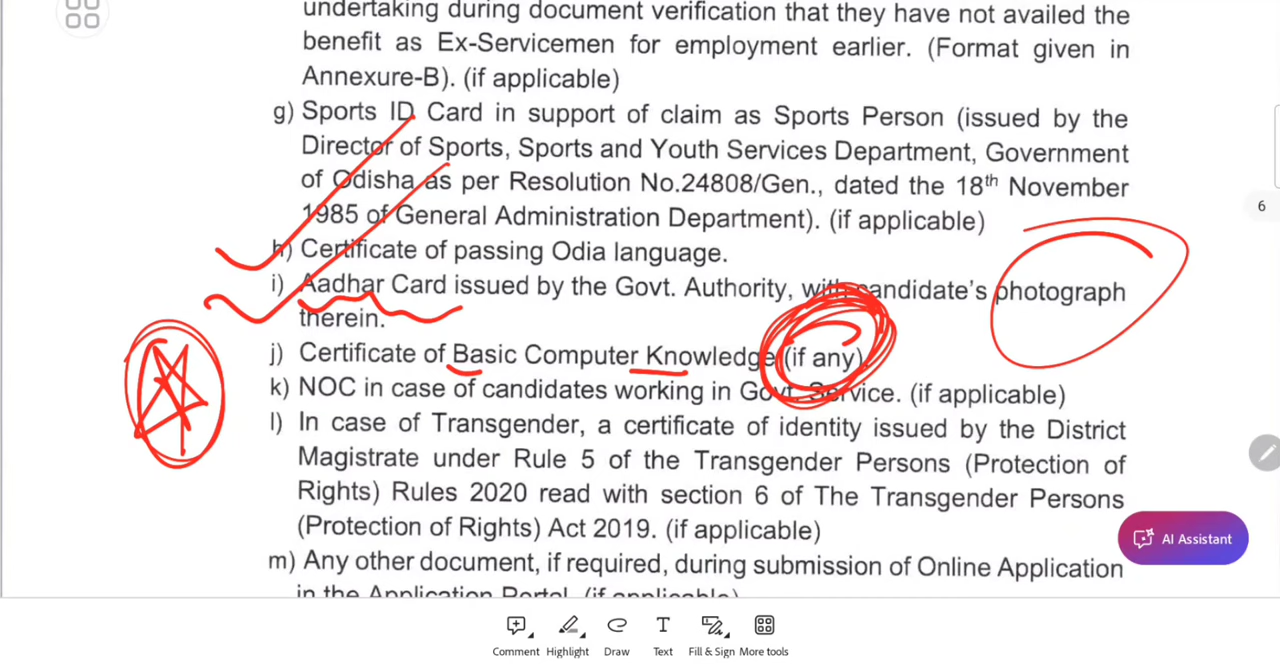 undertaking during document verification that they have not availed the
benefit as Ex-Servicemen for employment earlier. (Format given in
Annexure-B). (if applicable)
g) Sports ID Card in support of claim as Sports Person (issued by the
Director of Sports, Sports and Youth Services Department, Government
of Odisha as per Resolution No.24808/Gen., dated the 18th November
1985 of General Administration Department). (if applicable)
h) Certificate of passing Odia language.
i) Aadhar Card issued by the Govt. Authority, with candidate's photograph
therein.
j) Certificate of Basic Computer Knowledge (if any)
k) NOC in case of candidates working in Govt. Service. (if applicable)
l) In case of Transgender, a certificate of identity issued by the District
Magistrate under Rule 5 of the Transgender Persons (Protection of
Rights) Rules 2020 read with section 6 of The Transgender Persons
(Protection of Rights) Act 2019. (if applicable)
m) Any other document, if required, during submission of Online Application
in the Application Portal. (if applicable)
6
AI Assistant
Comment Highlight Draw Text Fill & Sign More tools